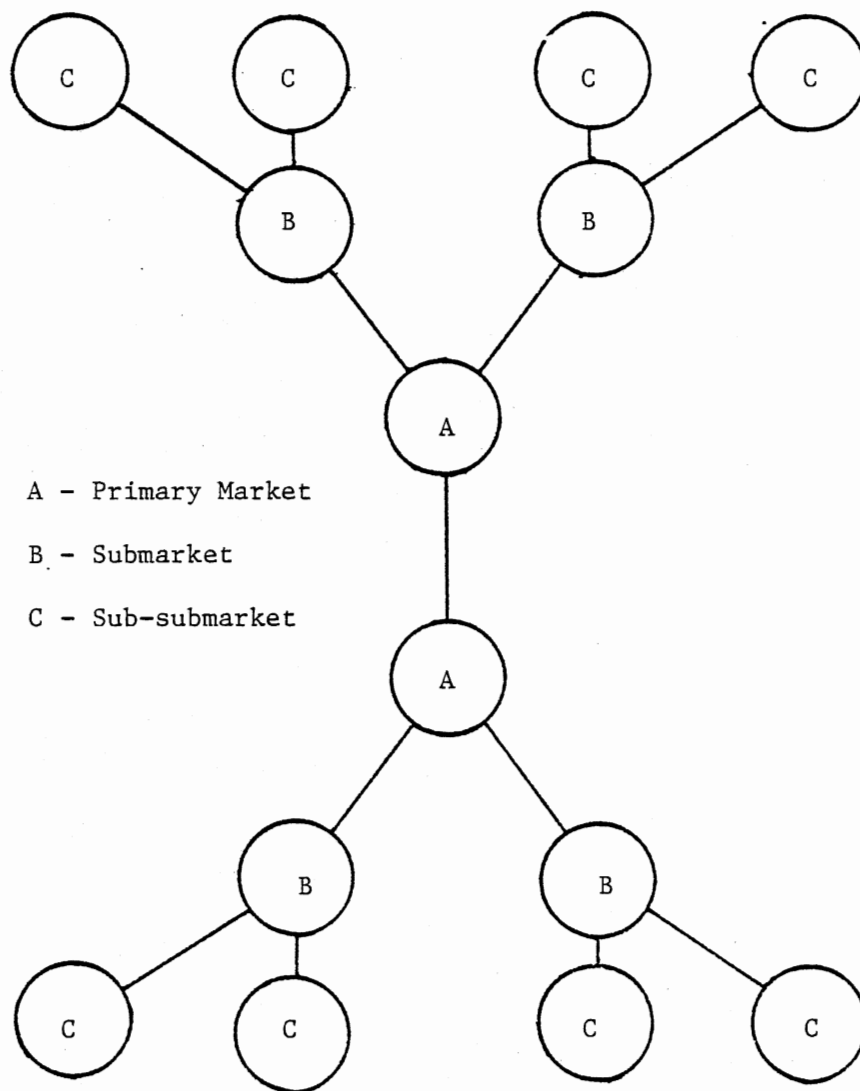 C C C C
B B
A
A - Primary Market
B - Submarket
C - Sub-submarket
A
B B
C C C C